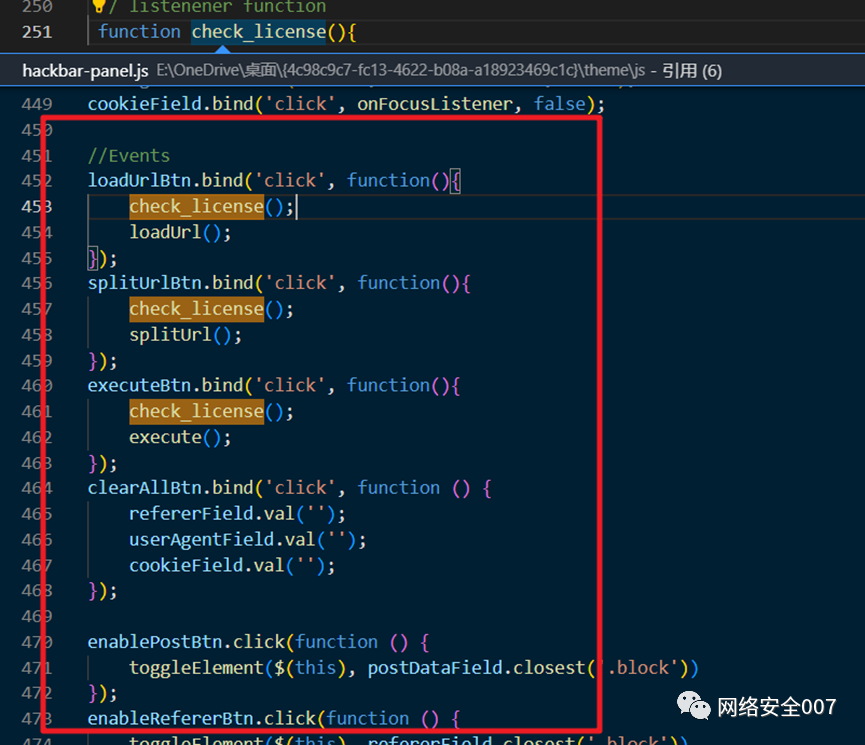 250 / listenener function
251 function check_license(){
hackbar-panel.js E:\OneDrive\桌面\{4c98c9c7-fc13-4622-b08a-a18923469c1c}\theme\js - 引用 (6)
449 cookieField.bind('click', onFocusListener, false);
450
451 //Events
452 loadUrlBtn.bind('click', function(){
453 check_license();
454 loadUrl();
455 });
456 splitUrlBtn.bind('click', function(){
457 check_license();
458 splitUrl();
459 });
460 executeBtn.bind('click', function(){
461 check_license();
462 execute();
463 });
464 clearAllBtn.bind('click', function () {
465 refererField.val('');
466 userAgentField.val('');
467 cookieField.val('');
468 });
469
470 enablePostBtn.click(function () {
471 toggleElement($(this), postDataField.closest('.block'))
472 });
473 enableRefererBtn.click(function () {
474 toggleElement($(this), refererField.closest('.block'))
网络安全007